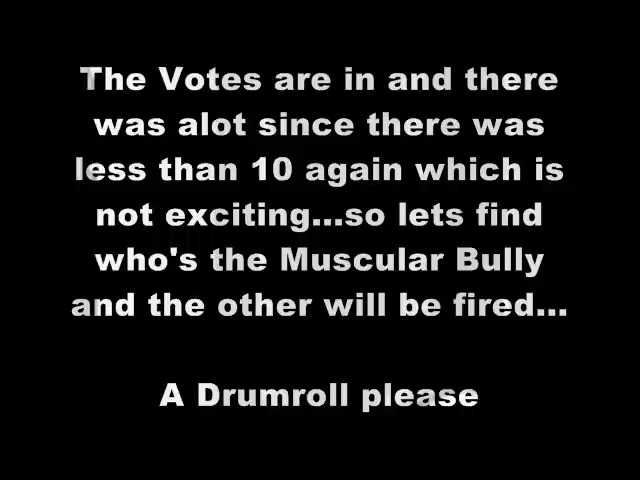 The Votes are in and there
was alot since there was
less than 10 again which is
not exciting...so lets find
who's the Muscular Bully
and the other will be fired...
A Drumroll please